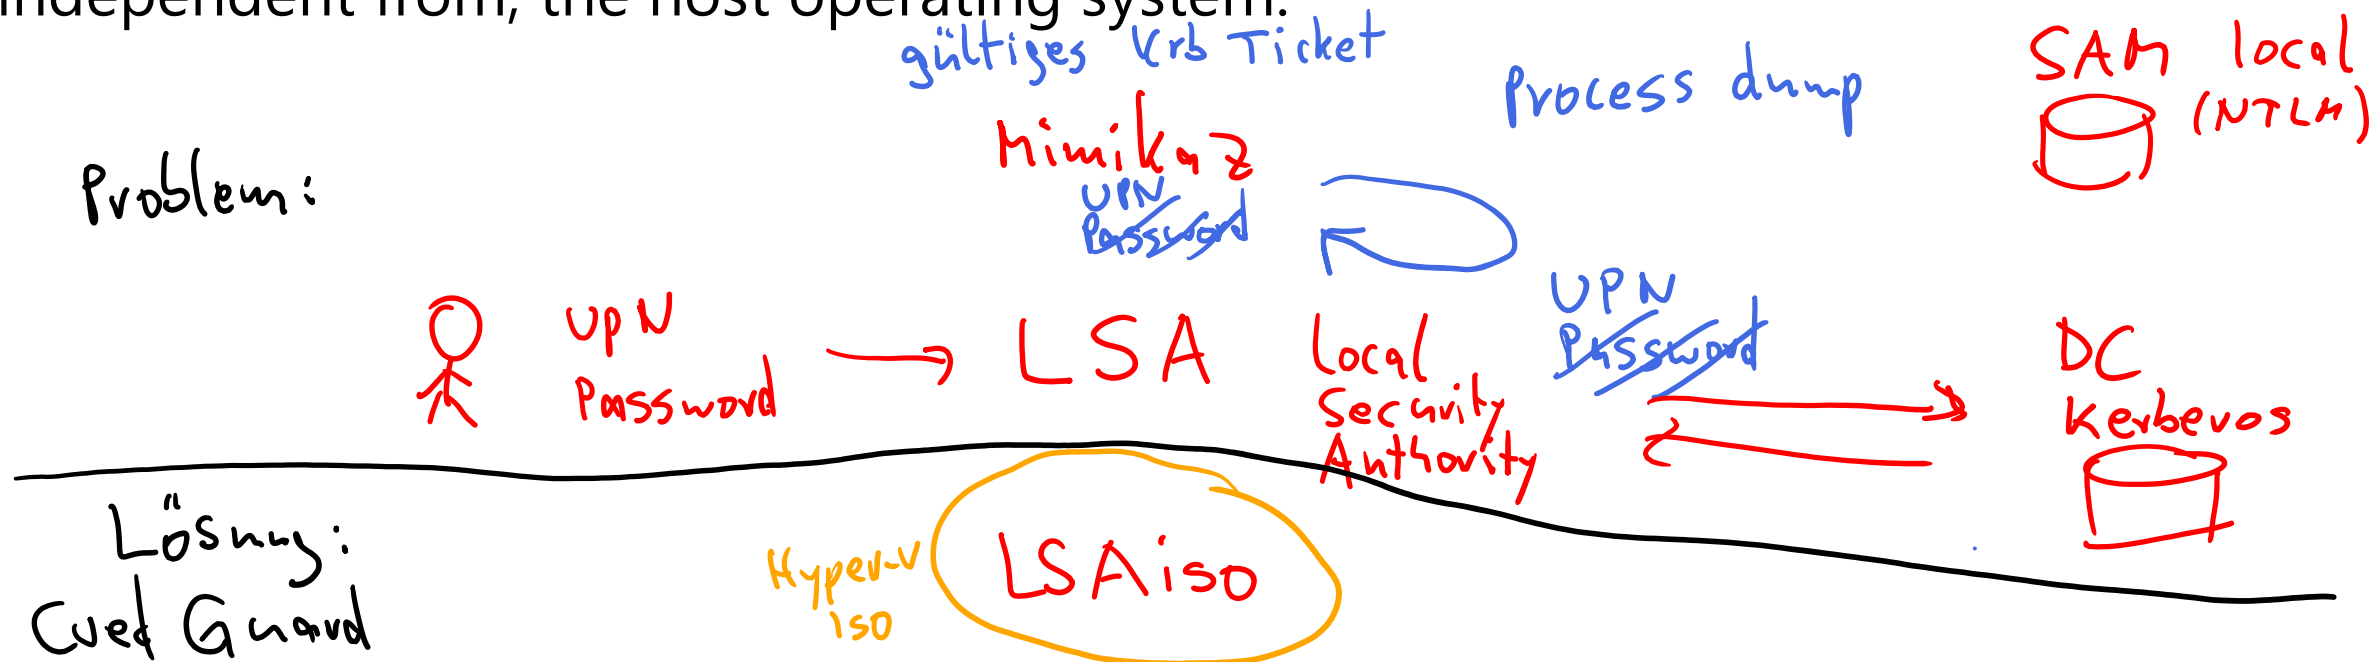 independent from, the host operating system.
gültiges Krb Ticket
Process dump
SAM local
(NTLM)
Mimikaz
Problem:
UPN
Password
UPN
Password
UPN
Password
LSA
Local
Security
Authority
DC
Kerberos
Lösung:
Cred Guard
Hyper-V
iso
LSAiso